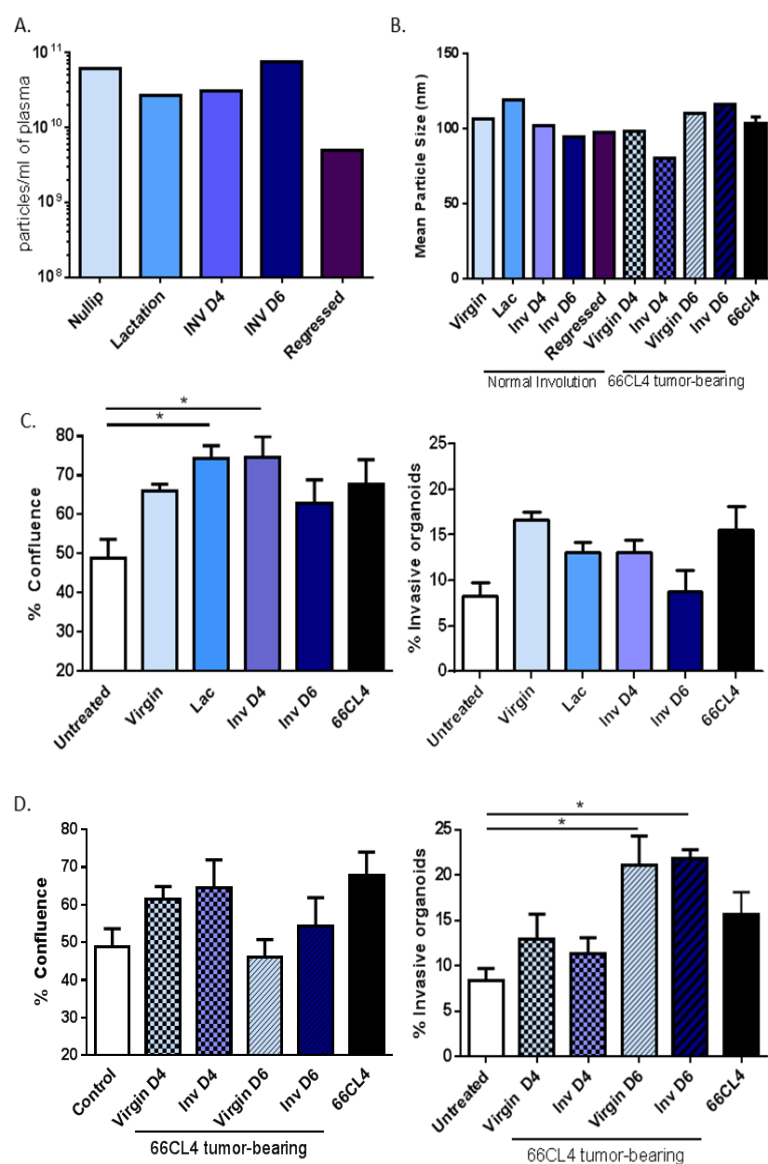 A.
particles/ml of plasma
10^11
10^10
10^9
10^8
Nullip
Lactation
INV D4
INV D6
Regressed
B.
Mean Particle Size (nm)
150
100
50
0
Virgin
Lac
Inv D4
Inv D6
Regressed
Virgin D4
Inv D4
Virgin D6
Inv D6
66cl4
Normal Involution
66CL4 tumor-bearing
C.
*
*
% Confluence
80
70
60
50
40
30
20
Untreated
Virgin
Lac
Inv D4
Inv D6
66CL4
% Invasive organoids
25
20
15
10
5
0
Untreated
Virgin
Lac
Inv D4
Inv D6
66CL4
D.
% Confluence
80
70
60
50
40
30
20
Control
Virgin D4
Inv D4
Virgin D6
Inv D6
66CL4
66CL4 tumor-bearing
*
*
% Invasive organoids
25
20
15
10
5
0
Untreated
Virgin D4
Inv D4
Virgin D6
Inv D6
66CL4
66CL4 tumor-bearing